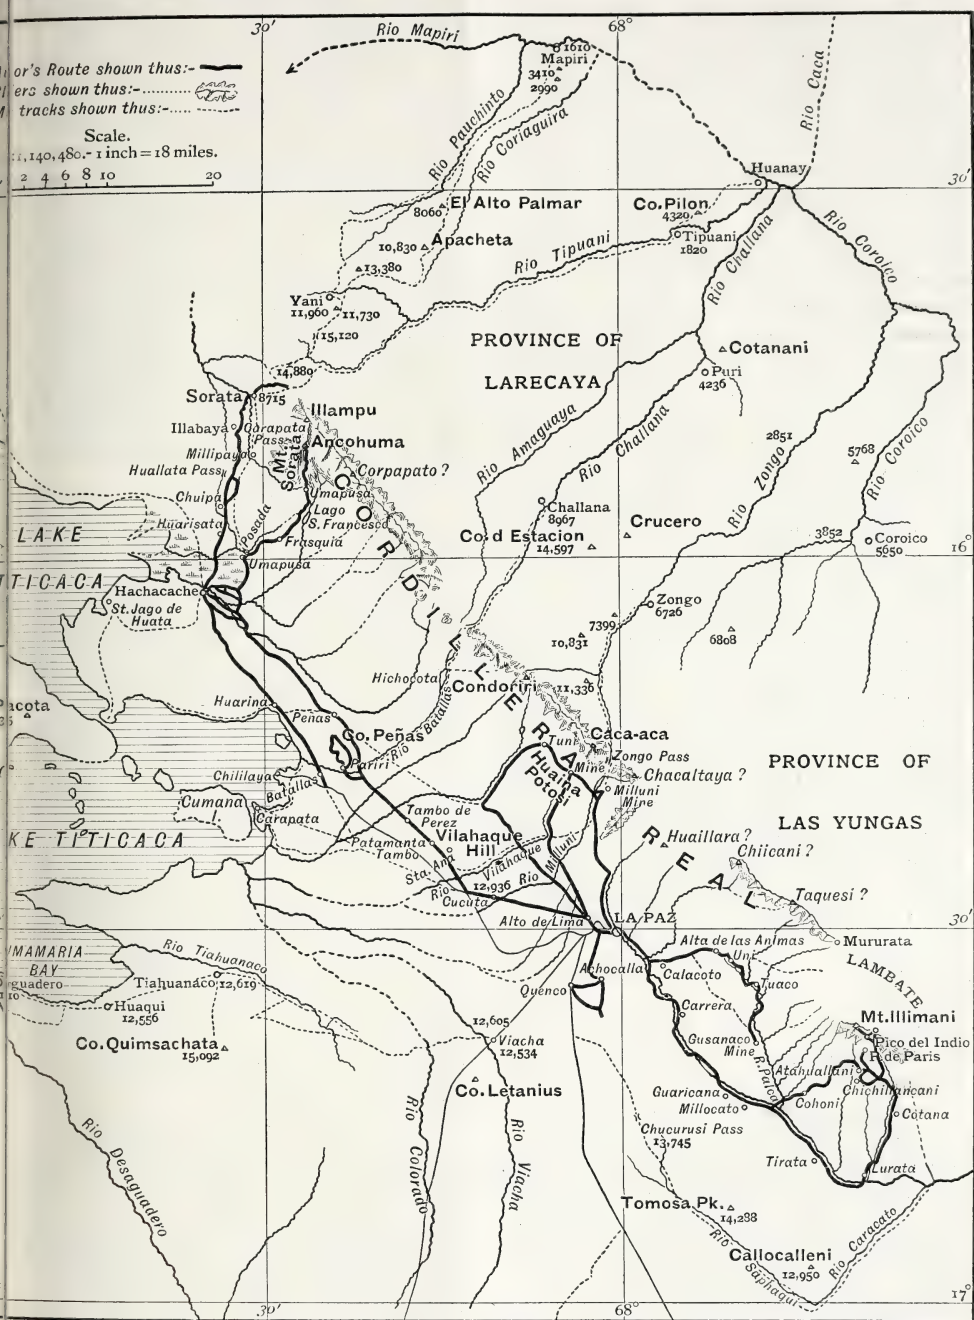 30'
68°
Rio Mapiri
or's Route shown thus:-
ers shown thus:-
tracks shown thus:-
Scale.
1,140,480.- 1 inch = 18 miles.
2 4 6 8 10 20
1610
Mapiri
3410
2990
Rio Caca
Rio Pauchinto
Rio Coriaguira
Huanay
30'
8060
El Alto Palmar
Co. Pilon
4320
10,830
Apacheta
Tipuani
1820
Rio Tipuani
Rio Challana
Rio Coroico
13,380
Yani
11,960
11,730
15,120
PROVINCE OF
LARECAYA
Cotanani
Puri
4236
14,880
Sorata
8715
Illampu
Illabaya
Oarapata
Pass
Ancohuma
Mt.
Sorata
Millipaya
Huallata Pass
Corpapato ?
Rio Amaguaya
Rio Challana
2851
5768
Rio Zongo
Rio Coroico
Chuipa
Umapusa
Lago
S. Francesco
Challana
8967
Huarisata
Posada
Frasquia
Co. d Estacion
14,597
Crucero
3852
Coroico
5650
LAKE
TITICACA
16°
Umapusa
Hachacache
St. Jago de
Huata
CORDILLERA
REAL
Zongo
6726
7399
10,831
6808
Hichocota
Condoriri
11,336
acota
Huarina
Peñas
Co. Peñas
Rio Batallas
Pariri
Tuni
Caca-aca
Zongo Pass
Mine
Huaina
Potosi
Chacaltaya ?
Milluni
Mine
PROVINCE OF
LAS YUNGAS
Chililaya
Batallas
Cumana
I.
Carapata
Tambo de
Perez
Patamanta
Tambo
Vilahaque
Hill
KE TITICACA
Huaillara ?
Chiicani ?
Sta. Ana
Rio Vilahaque
Rio Milluni
12,936
Cucuta
Taquesi ?
Alto de Lima
LA PAZ
30'
Alta de las Animas
Uni
Mururata
LAMBATE
UMAMARIA
BAY
guadero
Rio Tiahuanaco
Tiahuanaco 12,619
Achocalla
Calacoto
Quenco
Tuaco
Huaqui
12,556
Carrera
Mt. Illimani
Pico del Indio
P. de Paris
Co. Quimsachata
15,092
12,605
Viacha
12,534
Gusanaco
Mine
R. Palca
Atahuallani
Chichillancani
Co. Letanius
Guaricana
Millocato
Cohoni
Cotana
Chucurusi Pass
13,745
Tirata
Lurata
Rio Desaguadero
Rio Colorado
Rio Viacha
Tomosa Pk.
14,288
Rio Saphaqui
Callocalleni
12,950
Rio Caracato
17°
30'
68°